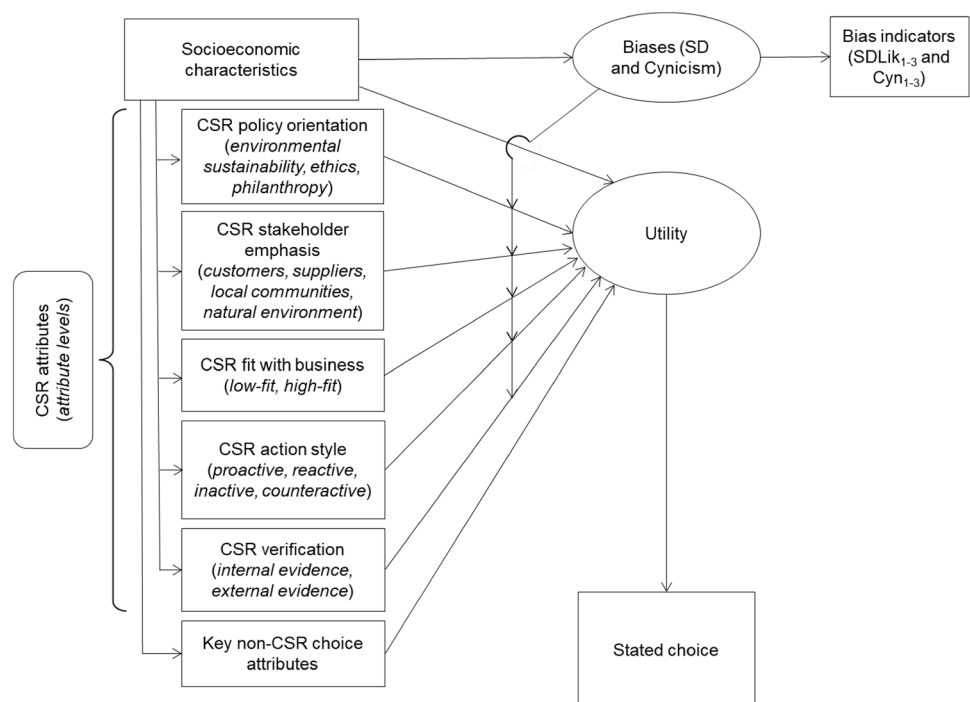 Socioeconomic
characteristics
Biases (SD
and Cynicism)
Bias indicators
(SDLik₁₋₃ and
Cyn₁₋₃)
CSR attributes
(attribute levels)
CSR policy orientation
(environmental
sustainability, ethics,
philanthropy)
CSR stakeholder
emphasis
(customers, suppliers,
local communities,
natural environment)
CSR fit with business
(low-fit, high-fit)
CSR action style
(proactive, reactive,
inactive, counteractive)
CSR verification
(internal evidence,
external evidence)
Key non-CSR choice
attributes
Utility
Stated choice